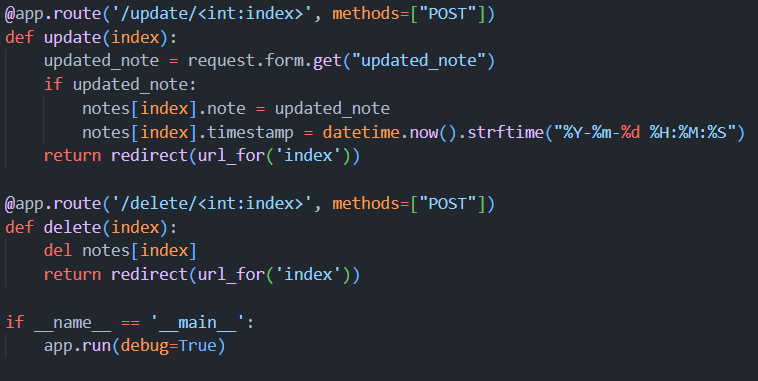 @app.route('/update/<int:index>', methods=["POST"])
def update(index):
    updated_note = request.form.get("updated_note")
    if updated_note:
        notes[index].note = updated_note
        notes[index].timestamp = datetime.now().strftime("%Y-%m-%d %H:%M:%S")
    return redirect(url_for('index'))

@app.route('/delete/<int:index>', methods=["POST"])
def delete(index):
    del notes[index]
    return redirect(url_for('index'))

if __name__ == '__main__':
    app.run(debug=True)